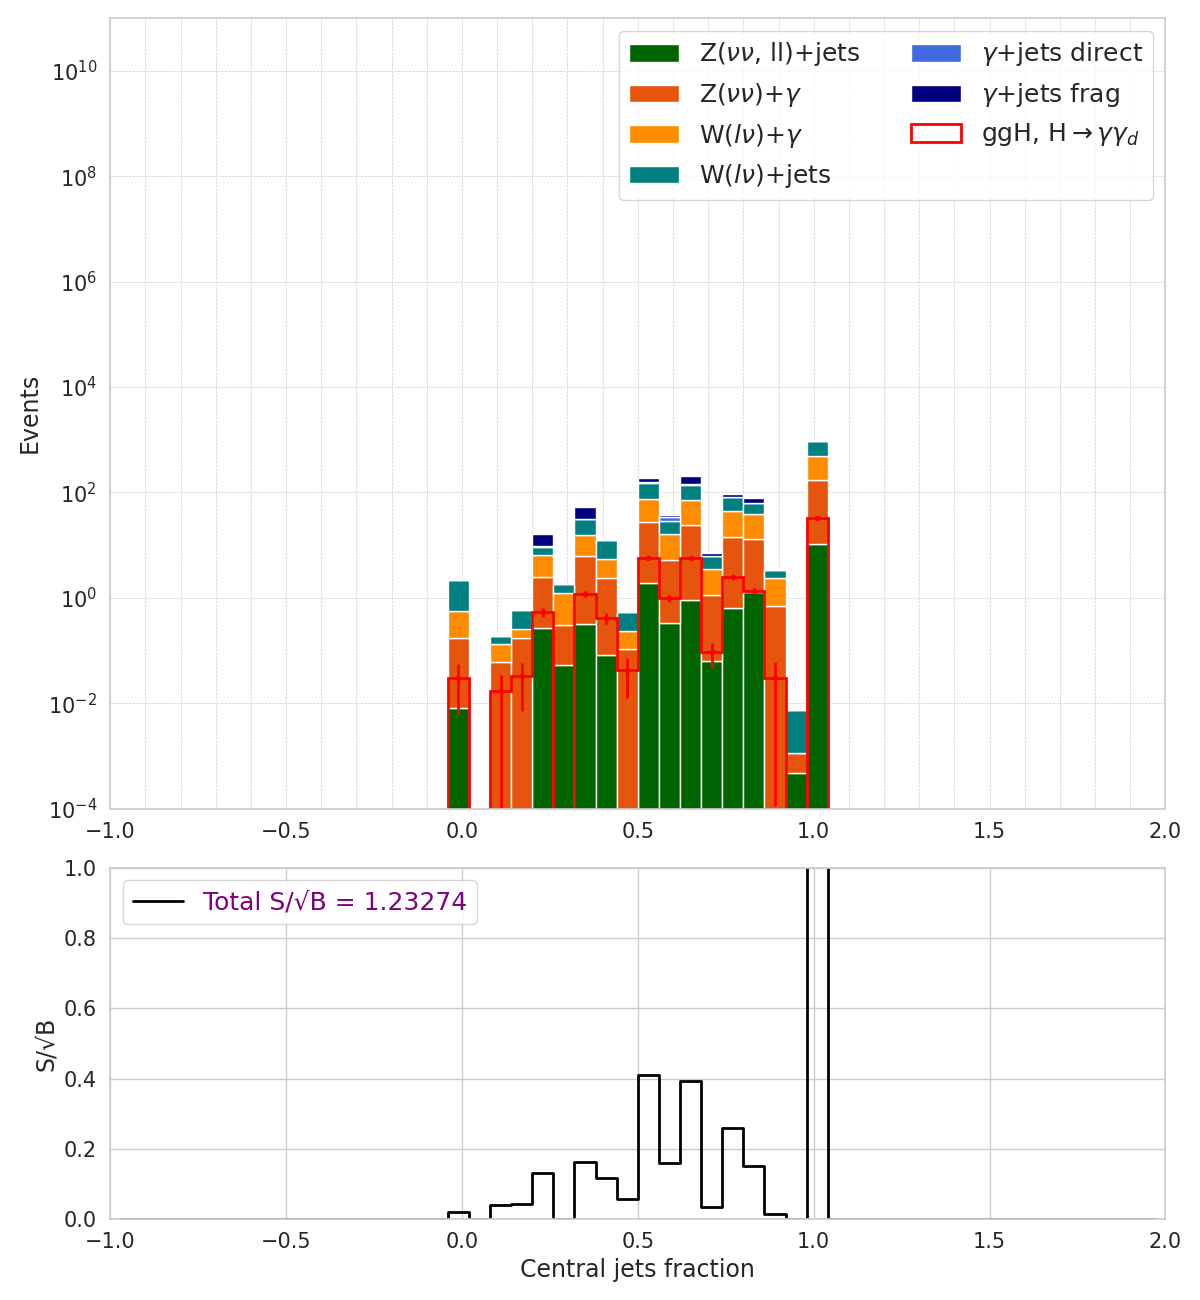 Z(νν, ll)+jets
Z(νν)+γ
W(lν)+γ
W(lν)+jets
γ+jets direct
γ+jets frag
ggH, H→γγ_d
Events
10^10
10^8
10^6
10^4
10^2
10^0
10^−2
10^−4
−1.0 −0.5 0.0 0.5 1.0 1.5 2.0
Total S/√B = 1.23274
S/√B
1.0
0.8
0.6
0.4
0.2
0.0
−1.0 −0.5 0.0 0.5 1.0 1.5 2.0
Central jets fraction